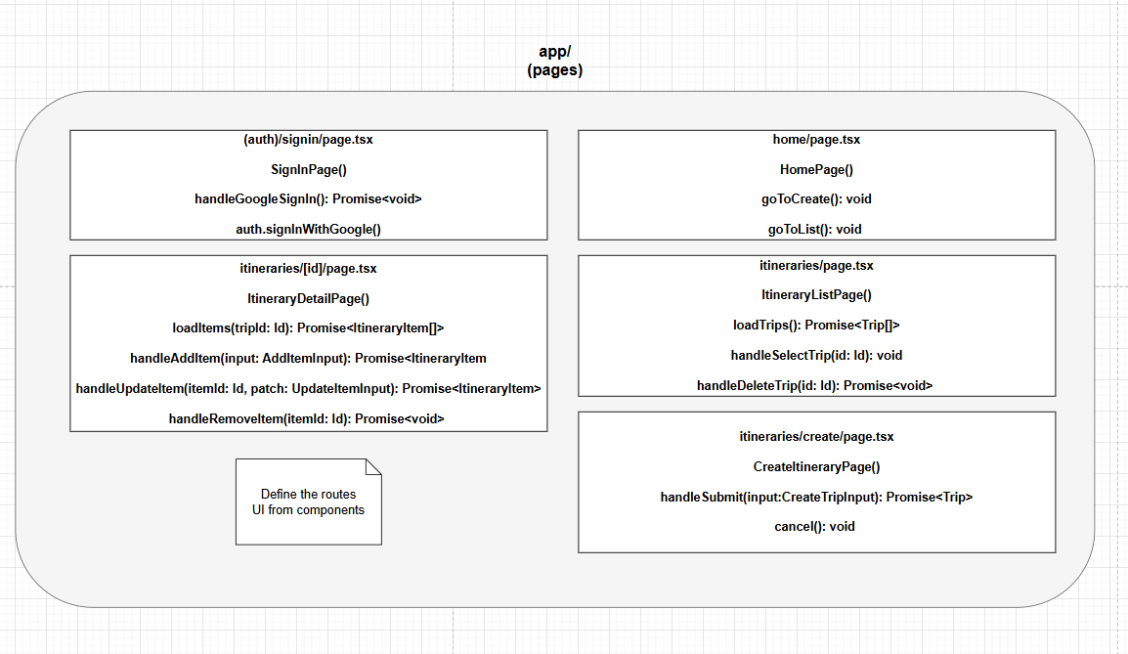 app/
(pages)
(auth)/signin/page.tsx
SignInPage()
handleGoogleSignIn(): Promise<void>
auth.signInWithGoogle()
home/page.tsx
HomePage()
goToCreate(): void
goToList(): void
itineraries/[id]/page.tsx
ItineraryDetailPage()
loadItems(tripId: Id): Promise<ItineraryItem[]>
handleAddItem(input: AddItemInput): Promise<ItineraryItem
handleUpdateItem(itemId: Id, patch: UpdateItemInput): Promise<ItineraryItem>
handleRemoveItem(itemId: Id): Promise<void>
itineraries/page.tsx
ItineraryListPage()
loadTrips(): Promise<Trip[]>
handleSelectTrip(id: Id): void
handleDeleteTrip(id: Id): Promise<void>
itineraries/create/page.tsx
CreateItineraryPage()
handleSubmit(input:CreateTripInput): Promise<Trip>
cancel(): void
Define the routes
UI from components